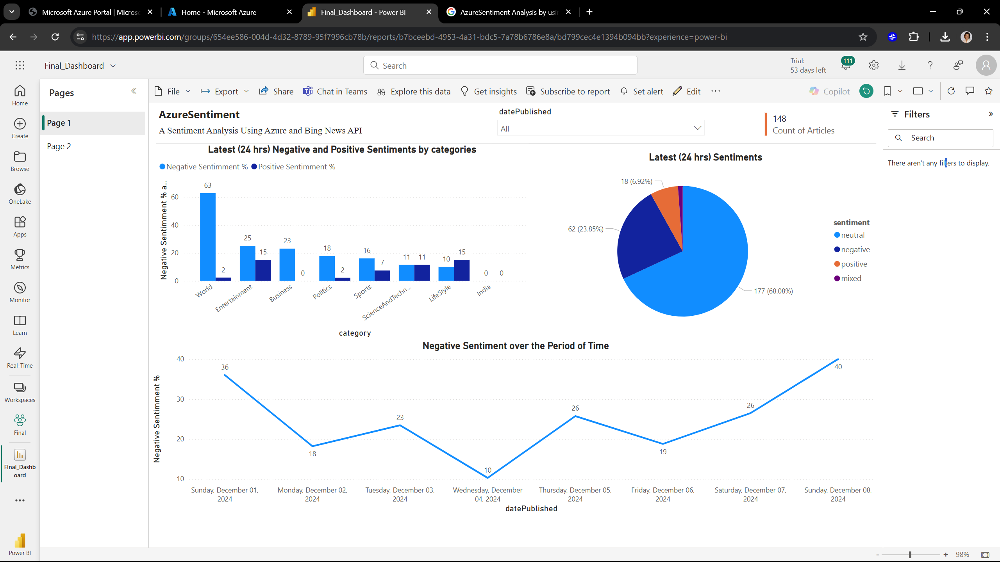 Microsoft Azure Portal | Micros
Home - Microsoft Azure
Final_Dashboard - Power BI
AzureSentiment Analysis by usi
https://app.powerbi.com/groups/654ee586-004d-4d32-8789-95f7996cb78b/reports/b7bceebd-4953-4a31-bdc5-7a78b6786e8a/bd799cec4e1394b094bb?experience=power-bi
Final_Dashboard
Search
Trial:
53 days left
111
Home
Create
Browse
OneLake
Apps
Metrics
Monitor
Learn
Real-Time
Workspaces
Final
Final_Dashb
oard
Power BI
Pages
Page 1
Page 2
File
Export
Share
Chat in Teams
Explore this data
Get insights
Subscribe to report
Set alert
Edit
Copilot
AzureSentiment
A Sentiment Analysis Using Azure and Bing News API
datePublished
All
148
Count of Articles
Latest (24 hrs) Negative and Positive Sentiments by categories
Negative Sentimment %
Positive Sentimment %
Negative Sentimment % a...
60
40
20
0
63
2
25
15
23
0
18
2
16
7
11
11
10
15
0
0
World
Entertainment
Business
Politics
Sports
ScienceAndTechn...
LifeStyle
India
category
Latest (24 hrs) Sentiments
18 (6.92%)
62 (23.85%)
177 (68.08%)
sentiment
neutral
negative
positive
mixed
Negative Sentiment over the Period of Time
Negative Sentimment %
40
30
20
10
36
18
23
10
26
19
26
40
Sunday, December 01,
2024
Monday, December 02,
2024
Tuesday, December 03,
2024
Wednesday, December
04, 2024
Thursday, December 05,
2024
Friday, December 06,
2024
Saturday, December 07,
2024
Sunday, December 08,
2024
datePublished
Filters
Search
There aren't any filters to display.
- + 98%